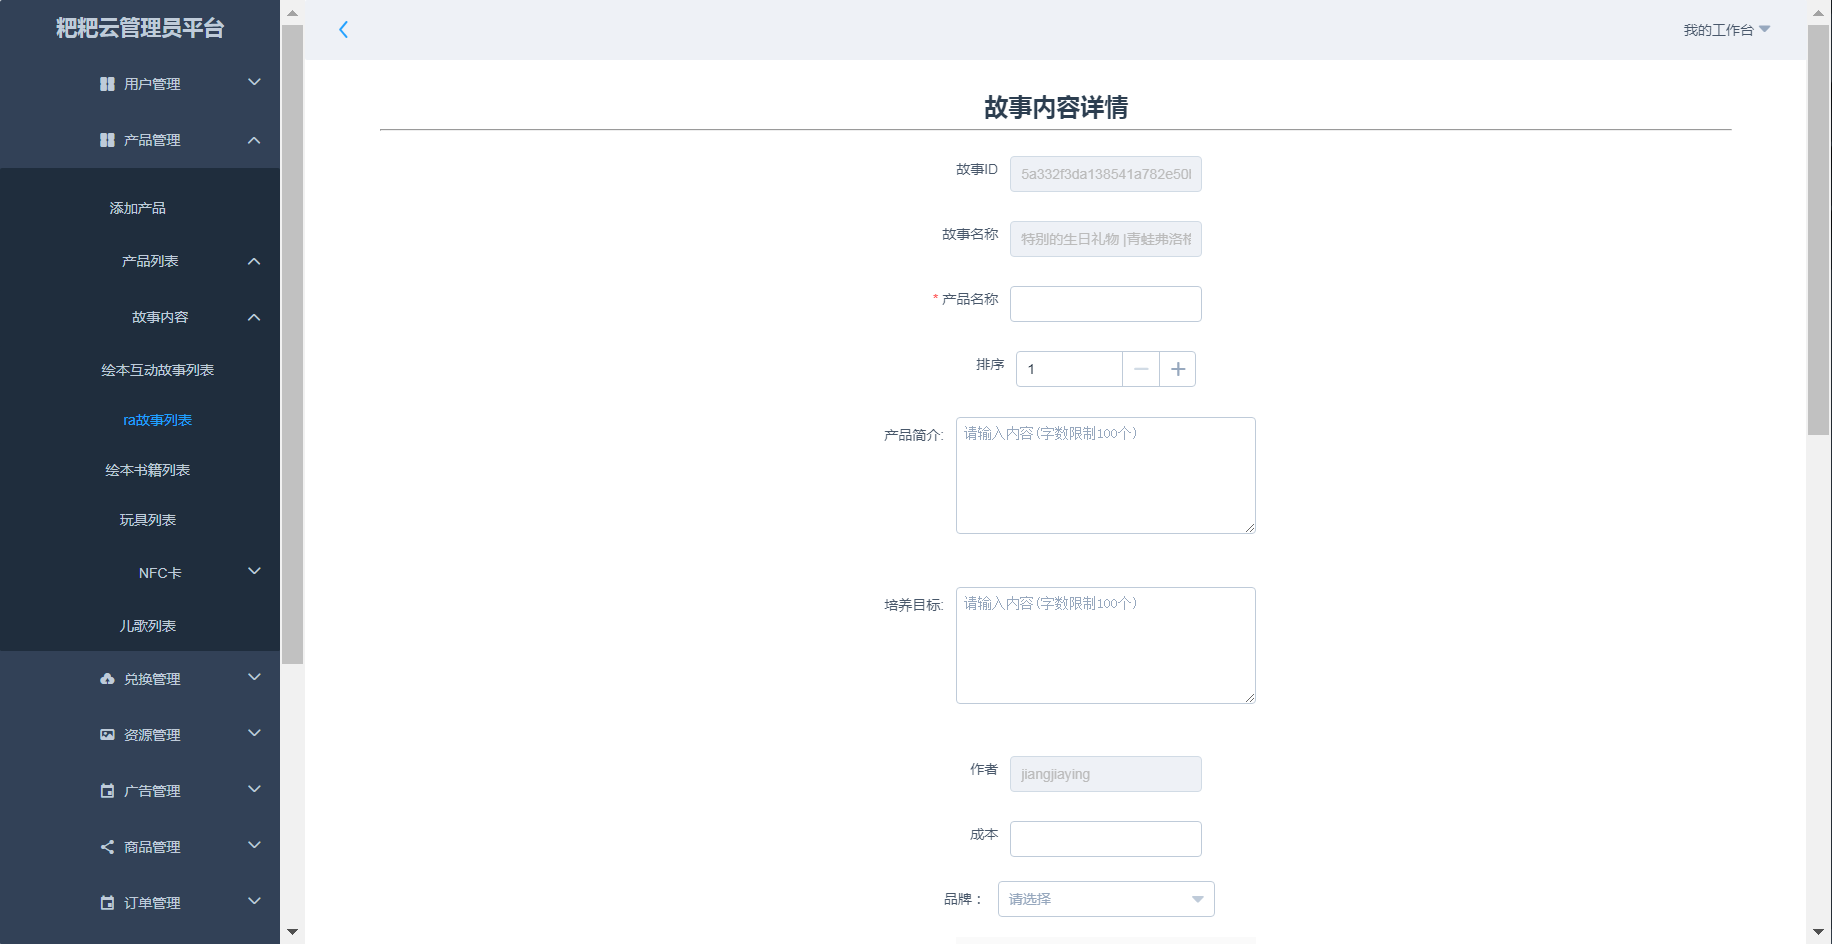 粑粑云管理员平台
用户管理
产品管理
添加产品
产品列表
故事内容
绘本互动故事列表
ra故事列表
绘本书籍列表
玩具列表
NFC卡
儿歌列表
兑换管理
资源管理
广告管理
商品管理
订单管理
我的工作台
故事内容详情
故事ID 5a332f3da138541a782e50
故事名称 特别的生日礼物 |青蛙弗洛格
* 产品名称
排序 1
产品简介: 请输入内容(字数限制100个)
培养目标: 请输入内容(字数限制100个)
作者 jiangjiaying
成本
品牌： 请选择